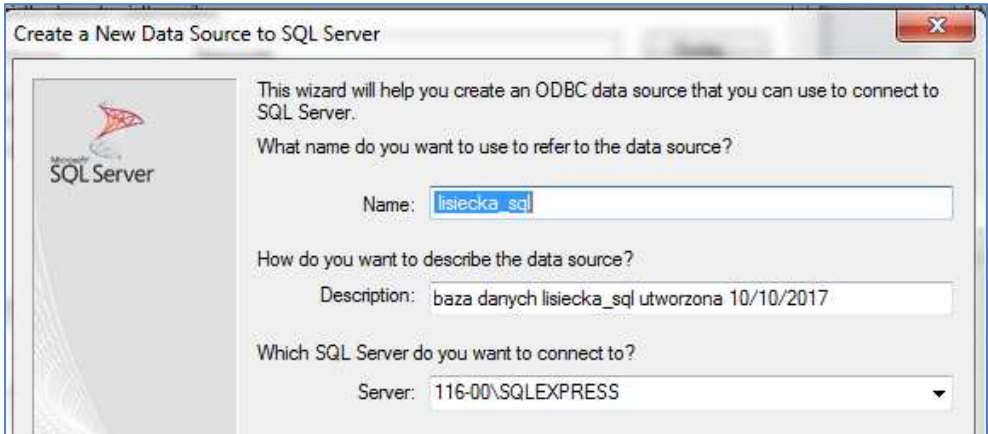 Create a New Data Source to SQL Server
This wizard will help you create an ODBC data source that you can use to connect to
SQL Server.
What name do you want to use to refer to the data source?
Microsoft
SQL Server
Name: lisiecka_sql
How do you want to describe the data source?
Description: baza danych lisiecka_sql utworzona 10/10/2017
Which SQL Server do you want to connect to?
Server: 116-00\SQLEXPRESS